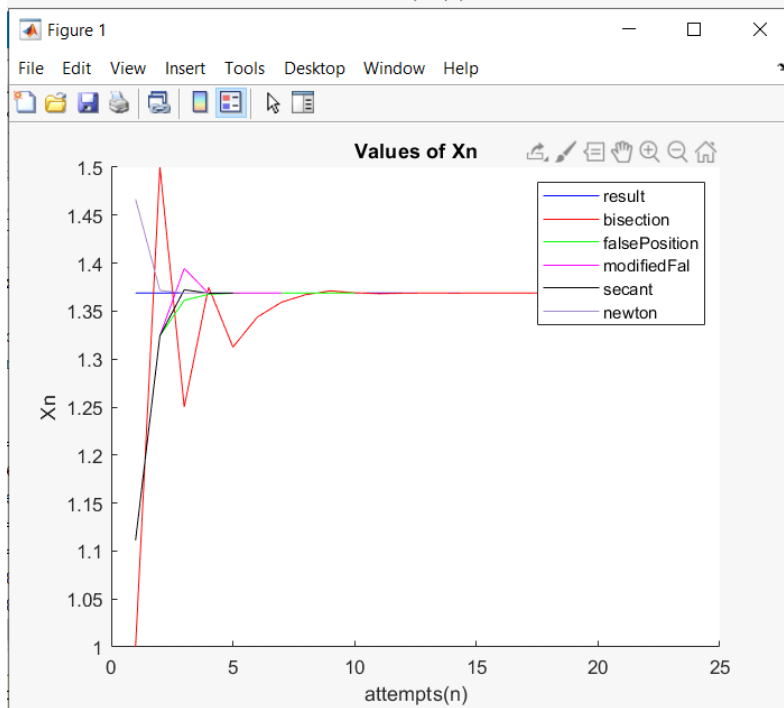 Figure 1
File Edit View Insert Tools Desktop Window Help
Values of Xn
1.5
1.45
1.4
1.35
1.3
1.25
1.2
1.15
1.1
1.05
1
Xn
result
bisection
falsePosition
modifiedFal
secant
newton
0 5 10 15 20 25
attempts(n)